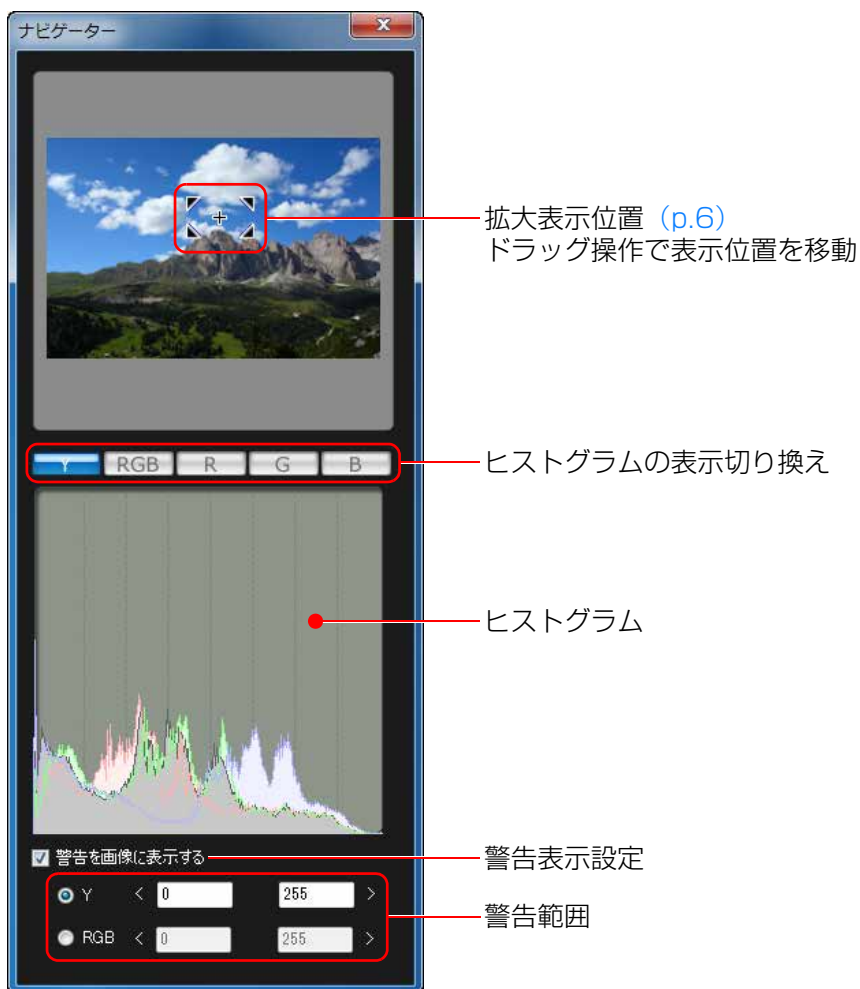 ナビゲーター
拡大表示位置（p.6）
ドラッグ操作で表示位置を移動
Y RGB R G B
ヒストグラムの表示切り換え
ヒストグラム
警告を画像に表示する
警告表示設定
Y < 0 255 >
警告範囲
RGB < 0 255 >